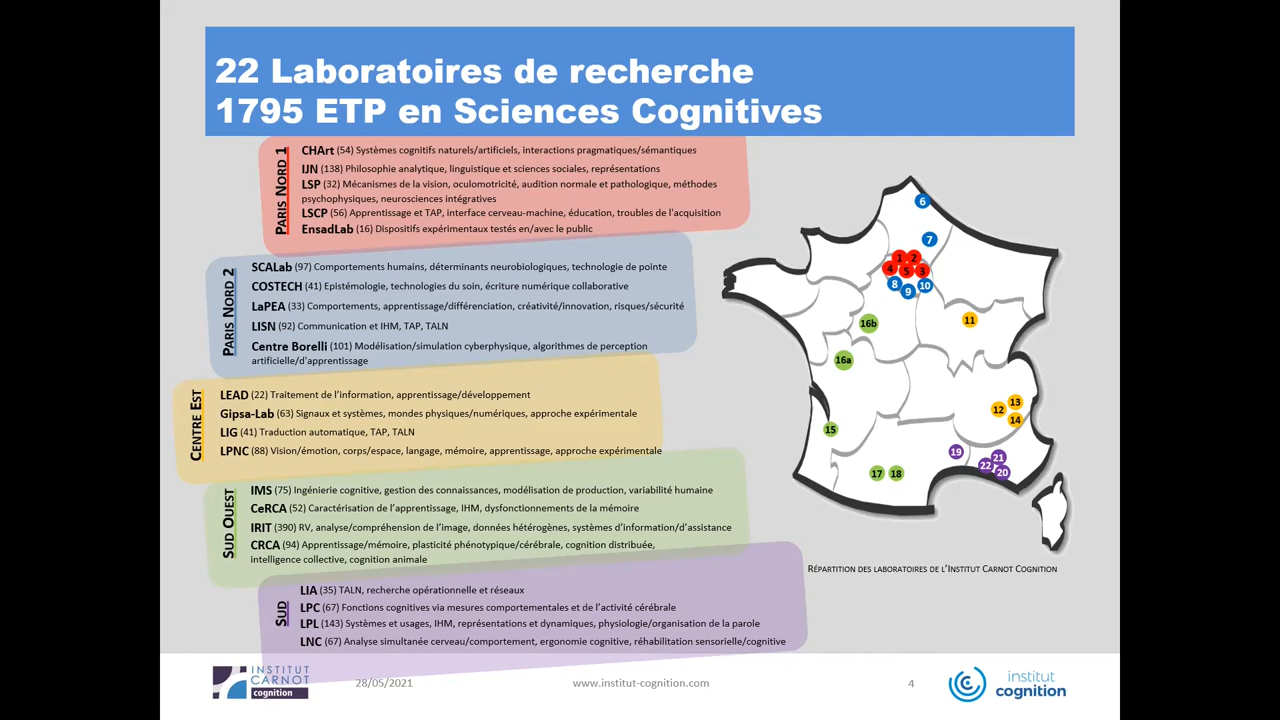 22 Laboratoires de recherche
1795 ETP en Sciences Cognitives
PARIS NORD 1
CHArt (54) Systèmes cognitifs naturels/artificiels, interactions pragmatiques/sémantiques
IJN (138) Philosophie analytique, linguistique et sciences sociales, représentations
LSP (32) Mécanismes de la vision, oculomotricité, audition normale et pathologique, méthodes
psychophysiques, neurosciences intégratives
LSCP (56) Apprentissage et TAP, interface cerveau-machine, éducation, troubles de l'acquisition
EnsadLab (16) Dispositifs expérimentaux testés en/avec le public
PARIS NORD 2
SCALab (97) Comportements humains, déterminants neurobiologiques, technologie de pointe
COSTECH (41) Epistémologie, technologies du soin, écriture numérique collaborative
LaPEA (33) Comportements, apprentissage/différenciation, créativité/innovation, risques/sécurité
LISN (92) Communication et IHM, TAP, TALN
Centre Borelli (101) Modélisation/simulation cyberphysique, algorithmes de perception
artificielle/d'apprentissage
CENTRE EST
LEAD (22) Traitement de l'information, apprentissage/développement
Gipsa-Lab (63) Signaux et systèmes, mondes physiques/numériques, approche expérimentale
LIG (41) Traduction automatique, TAP, TALN
LPNC (88) Vision/émotion, corps/espace, langage, mémoire, apprentissage, approche expérimentale
SUD OUEST
IMS (75) Ingénierie cognitive, gestion des connaissances, modélisation de production, variabilité humaine
CeRCA (52) Caractérisation de l'apprentissage, IHM, dysfonctionnements de la mémoire
IRIT (390) RV, analyse/compréhension de l'image, données hétérogènes, systèmes d'information/d'assistance
CRCA (94) Apprentissage/mémoire, plasticité phénotypique/cérébrale, cognition distribuée,
intelligence collective, cognition animale
SUD
LIA (35) TALN, recherche opérationnelle et réseaux
LPC (67) Fonctions cognitives via mesures comportementales et de l'activité cérébrale
LPL (143) Systèmes et usages, IHM, représentations et dynamiques, physiologie/organisation de la parole
LNC (67) Analyse simultanée cerveau/comportement, ergonomie cognitive, réhabilitation sensorielle/cognitive
6
7
1 2
4 5 3
8 9 10
16b
11
16a
13
12
14
15
19
21
22 20
17 18
RÉPARTITION DES LABORATOIRES DE L'INSTITUT CARNOT COGNITION
INSTITUT
CARNOT
cognition
28/05/2021
www.institut-cognition.com
4
institut
cognition